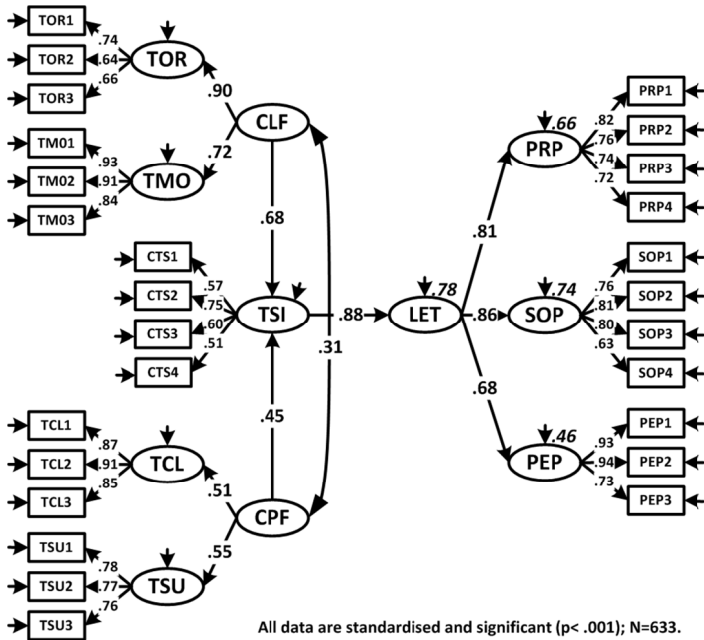 TOR1
.74
TOR2
.64
TOR
TOR3
.66
.90
CLF
TM01
.93
.72
TM02
.91
TMO
TM03
.84
.68
CTS1
.57
CTS2
.75
TSI
CTS3
.60
CTS4
.51
.88
.31
.45
TCL1
.87
TCL2
.91
TCL
TCL3
.85
.51
CPF
.55
TSU1
.78
TSU2
.77
TSU
TSU3
.76
LET
.78
.81
.86
.68
.66
PRP
.82
PRP1
.76
PRP2
.74
PRP3
.72
PRP4
.74
SOP
.76
SOP1
.81
SOP2
.80
SOP3
.63
SOP4
.46
PEP
.93
PEP1
.94
PEP2
.73
PEP3
All data are standardised and significant (p< .001); N=633.